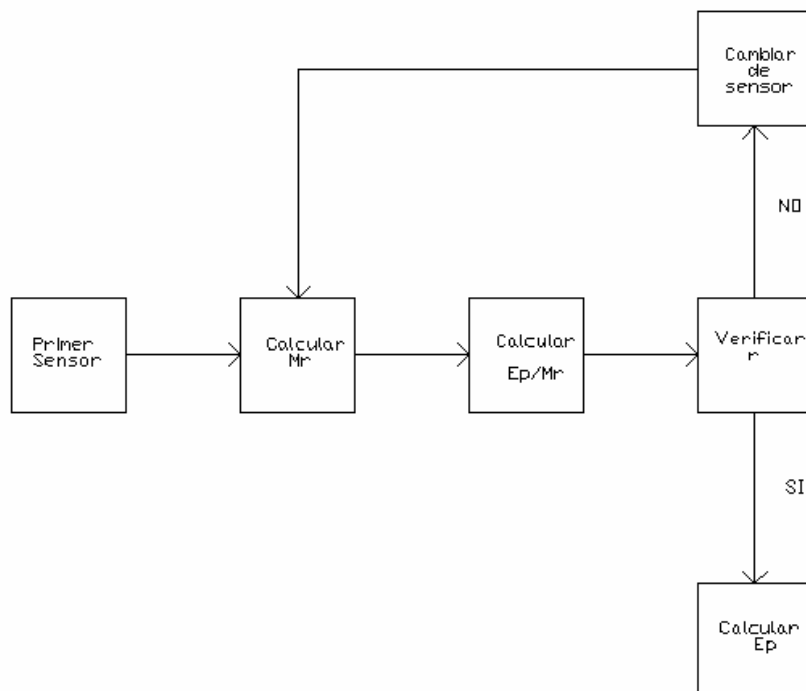 Cambiar
de
sensor
NO
Primer
Sensor
Calcular
Mr
Calcular
Ep/Mr
Verificar
r
SI
Calcular
Ep